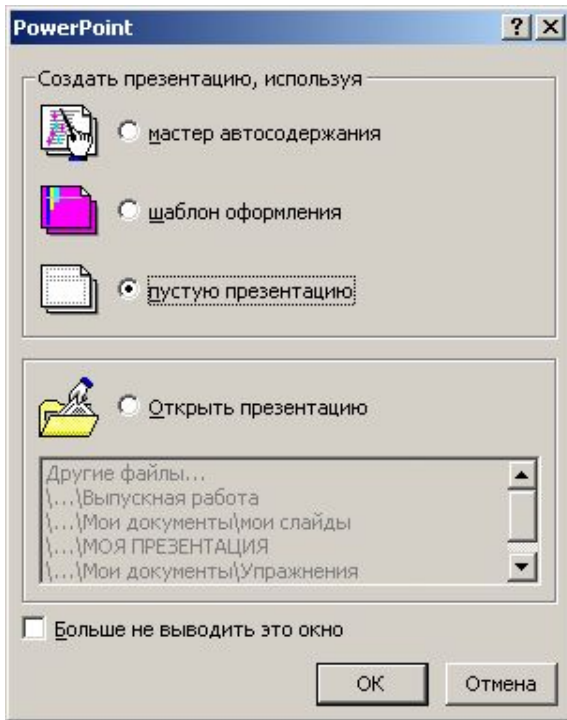 PowerPoint
Создать презентацию, используя
мастер автосодержания
шаблон оформления
пустую презентацию
Открыть презентацию
Другие файлы...
\...\Выпускная работа
\...\Мои документы\мои слайды
\...\МОЯ ПРЕЗЕНТАЦИЯ
\...\Мои документы\Упражнения
Больше не выводить это окно
ОК Отмена